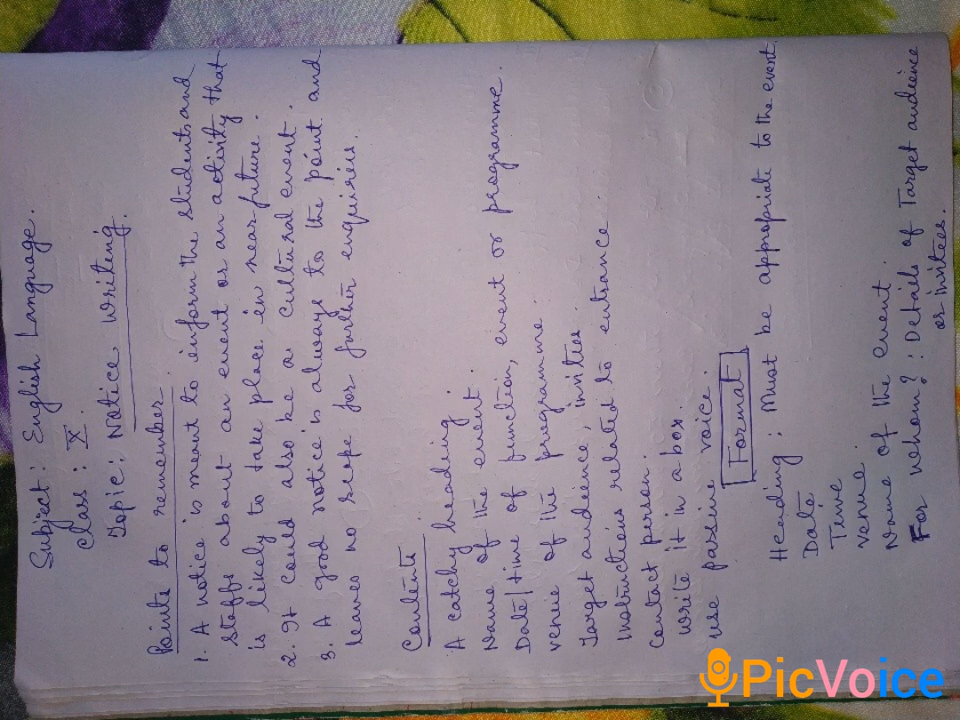 Subject: English Language.
Class: X
Topic: Notice Writing.
Points to remember
1. A notice is meant to inform the students and
staffs about an event or an activity that
is likely to take place in near future.
2. It could also be a cultural event.
3. A good notice is always to the point and
leaves no scope for further enquiries.
Contents
A catchy heading.
Name of the event.
Date/time of function, event or programme.
venue of the programme
Target audience, invitees.
Instructions related to entrance.
Contact person.
write it in a box.
use passive voice.
Format
Heading: Must be appropriate to the event.
Date
Time
Venue.
Name of the event.
For whom?: Details of Target audience
or invitees.
PicVoice